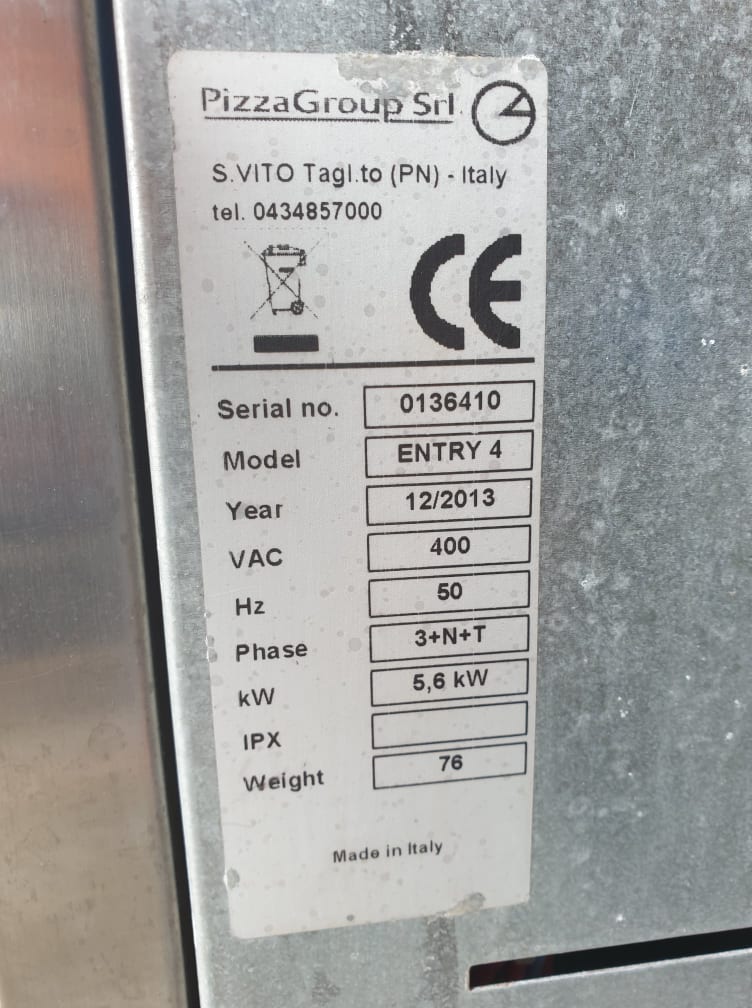 PizzaGroup Srl
S.VITO Tagl.to (PN) - Italy
tel. 0434857000
CE
Serial no. 0136410
Model ENTRY 4
Year 12/2013
VAC 400
Hz 50
Phase 3+N+T
kW 5,6 kW
IPX
Weight 76
Made in Italy